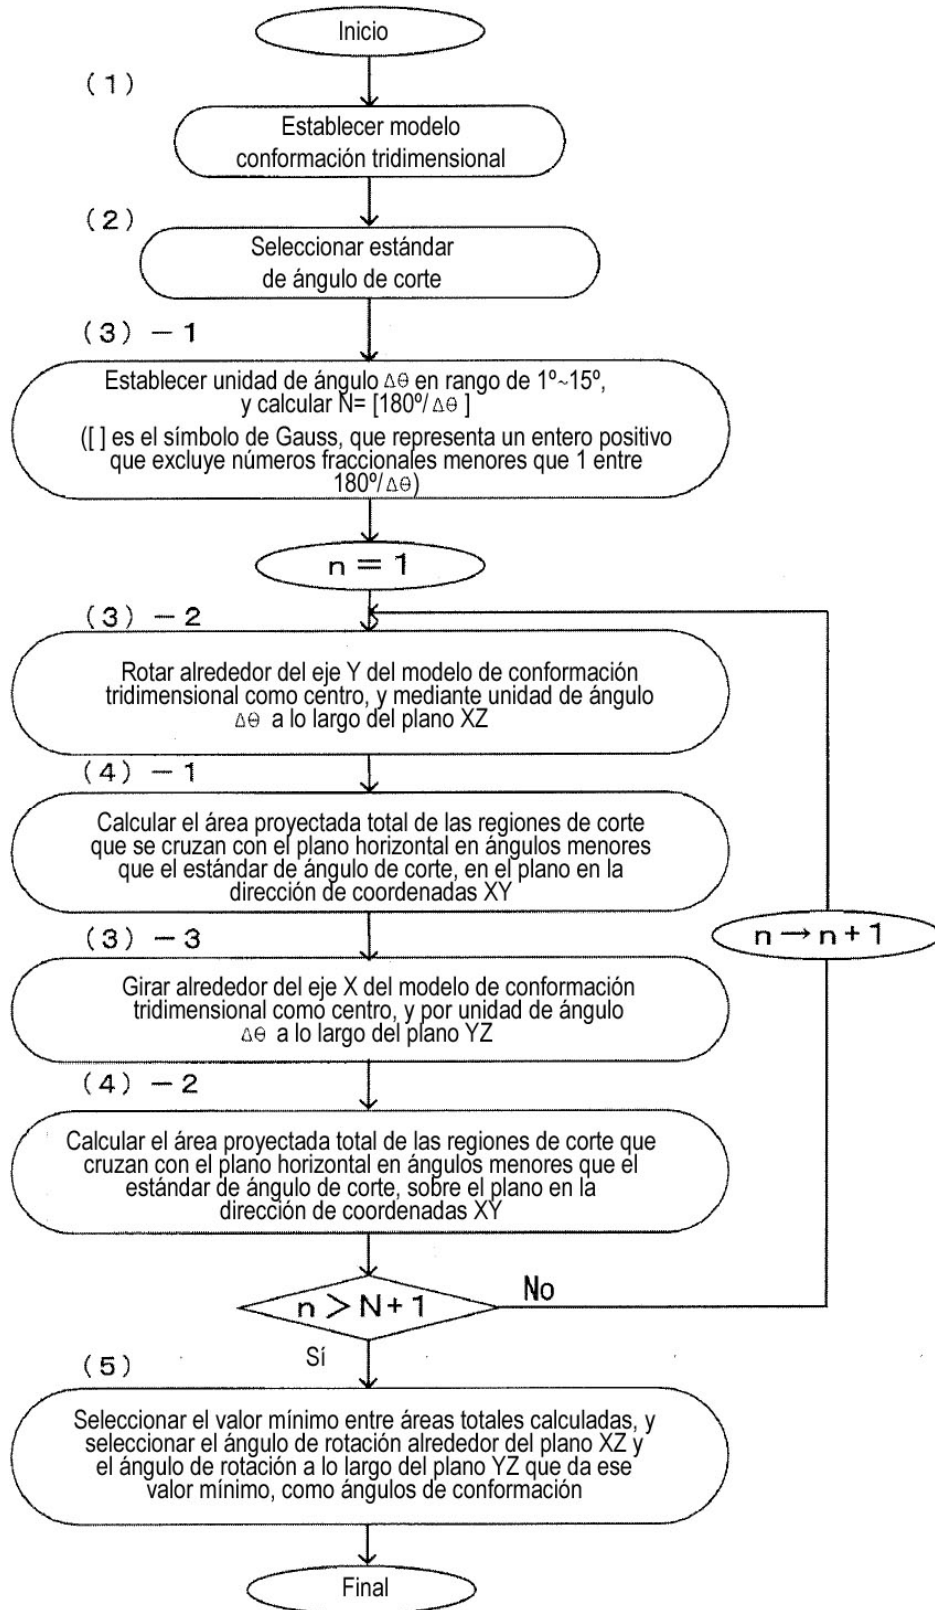 Inicio
(1)
Establecer modelo
conformación tridimensional
(2)
Seleccionar estándar
de ángulo de corte
(3) - 1
Establecer unidad de ángulo Δθ en rango de 1º~15º,
y calcular N= [180º/Δθ ]
([ ] es el símbolo de Gauss, que representa un entero positivo
que excluye números fraccionales menores que 1 entre
180º/Δθ)
n = 1
(3) - 2
Rotar alrededor del eje Y del modelo de conformación
tridimensional como centro, y mediante unidad de ángulo
Δθ a lo largo del plano XZ
(4) - 1
Calcular el área proyectada total de las regiones de corte
que se cruzan con el plano horizontal en ángulos menores
que el estándar de ángulo de corte, en el plano en la
dirección de coordenadas XY
(3) - 3
n → n + 1
Girar alrededor del eje X del modelo de conformación
tridimensional como centro, y por unidad de ángulo
Δθ a lo largo del plano YZ
(4) - 2
Calcular el área proyectada total de las regiones de corte que
cruzan con el plano horizontal en ángulos menores que el
estándar de ángulo de corte, sobre el plano en la
dirección de coordenadas XY
n > N + 1
No
Sí
(5)
Seleccionar el valor mínimo entre áreas totales calculadas, y
seleccionar el ángulo de rotación alrededor del plano XZ y
el ángulo de rotación a lo largo del plano YZ que da ese
valor mínimo, como ángulos de conformación
Final